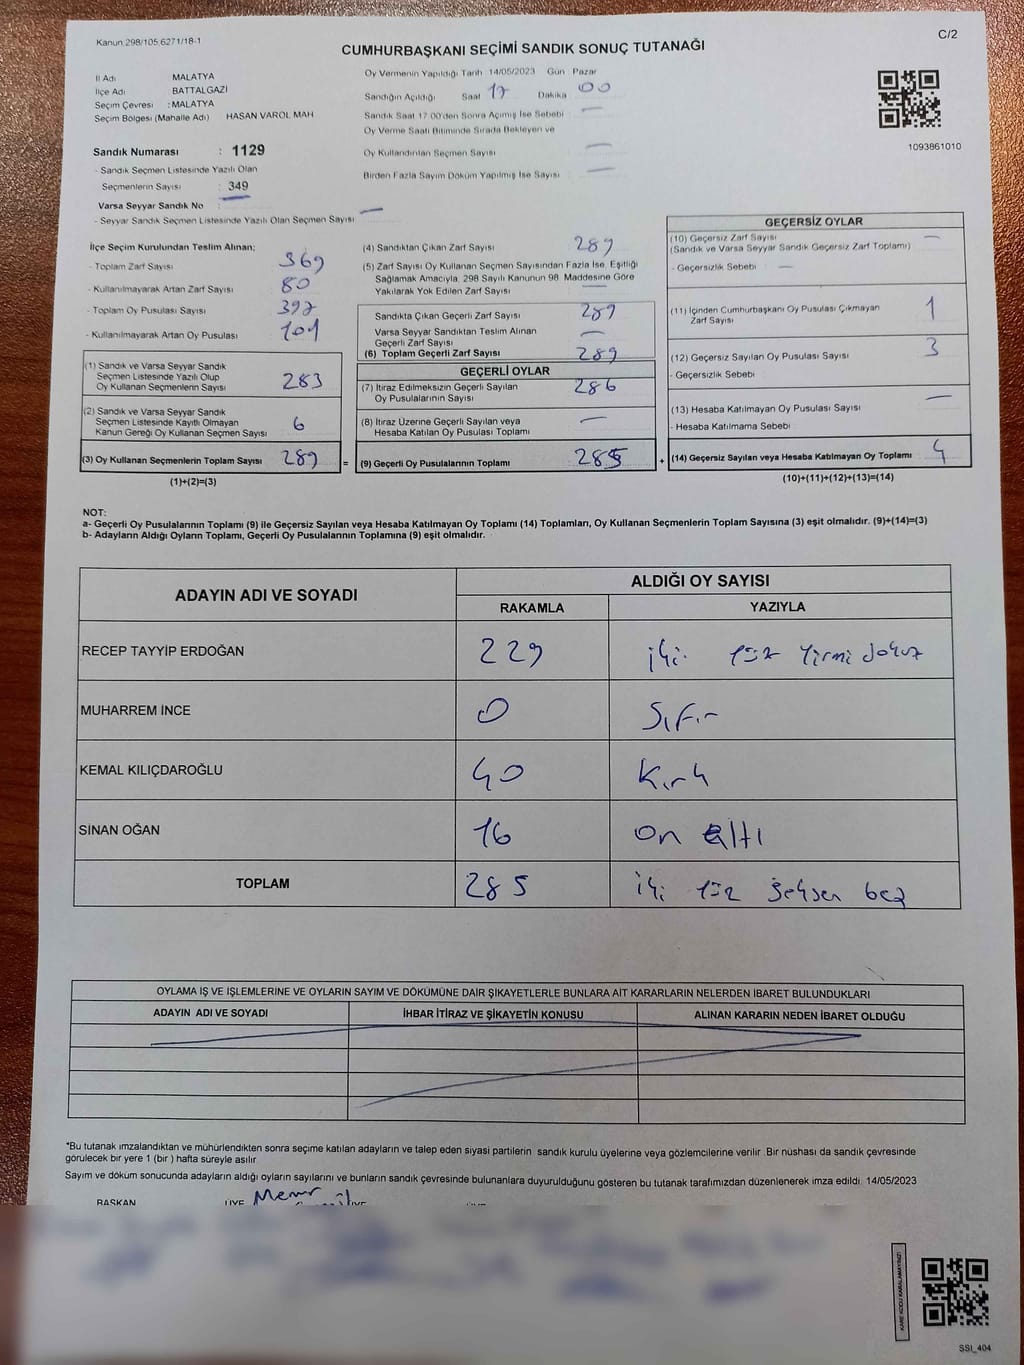 Kanun 298/105 6271/18-1
C/2
CUMHURBAŞKANI SEÇİMİ SANDIK SONUÇ TUTANAĞI
İl Adı MALATYA
İlçe Adı BATTALGAZİ
Seçim Çevresi : MALATYA
Seçim Bölgesi (Mahalle Adı) HASAN VAROL MAH
Oy Vermenin Yapıldığı Tarih 14/05/2023 Gün Pazar
Sandığın Açıldığı Saat 17 Dakika 00
Sandık Saat 17 00'den Sonra Açımış İse Sebebi —
Oy Verme Saati Bitiminde Sırada Bekleyen ve
Oy Kullandırılan Seçmen Sayısı —
Birden Fazla Sayım Döküm Yapılmış İse Sayısı —
1093861010
Sandık Numarası : 1129
- Sandık Seçmen Listesinde Yazılı Olan
Seçmenlerin Sayısı : 349
Varsa Seyyar Sandık No —
- Seyyar Sandık Seçmen Listesinde Yazılı Olan Seçmen Sayısı —
İlçe Seçim Kurulundan Teslim Alınan;
- Toplam Zarf Sayısı 369
- Kullanılmayarak Artan Zarf Sayısı 80
- Toplam Oy Pusulası Sayısı 392
- Kullanılmayarak Artan Oy Pusulası 101
(1) Sandık ve Varsa Seyyar Sandık
Seçmen Listesinde Yazılı Olup
Oy Kullanan Seçmenlerin Sayısı 283
(2) Sandık ve Varsa Seyyar Sandık
Seçmen Listesinde Kayıtlı Olmayan
Kanun Gereği Oy Kullanan Seçmen Sayısı 6
(3) Oy Kullanan Seçmenlerin Toplam Sayısı 289
(1)+(2)=(3)
(4) Sandıktan Çıkan Zarf Sayısı 289
(5) Zarf Sayısı Oy Kullanan Seçmen Sayısından Fazla İse, Eşitliği
Sağlamak Amacıyla, 298 Sayılı Kanunun 98. Maddesine Göre
Yakılarak Yok Edilen Zarf Sayısı —
Sandıkta Çıkan Geçerli Zarf Sayısı 289
Varsa Seyyar Sandıktan Teslim Alınan
Geçerli Zarf Sayısı —
(6) Toplam Geçerli Zarf Sayısı 289
GEÇERLİ OYLAR
(7) İtiraz Edilmeksizin Geçerli Sayılan
Oy Pusulalarının Sayısı 286
(8) İtiraz Üzerine Geçerli Sayılan veya
Hesaba Katılan Oy Pusulası Toplamı —
= (9) Geçerli Oy Pusulalarının Toplamı 285
GEÇERSİZ OYLAR
(10) Geçersiz Zarf Sayısı —
(Sandık ve Varsa Seyyar Sandık Geçersiz Zarf Toplamı)
- Geçersizlik Sebebi : —
(11) İçinden Cumhurbaşkanı Oy Pusulası Çıkmayan
Zarf Sayısı 1
(12) Geçersiz Sayılan Oy Pusulası Sayısı 3
- Geçersizlik Sebebi
(13) Hesaba Katılmayan Oy Pusulası Sayısı —
- Hesaba Katılmama Sebebi
+ (14) Geçersiz Sayılan veya Hesaba Katılmayan Oy Toplamı 4
(10)+(11)+(12)+(13)=(14)
NOT:
a- Geçerli Oy Pusulalarının Toplamı (9) ile Geçersiz Sayılan veya Hesaba Katılmayan Oy Toplamı (14) Toplamları, Oy Kullanan Seçmenlerin Toplam Sayısına (3) eşit olmalıdır. (9)+(14)=(3)
b- Adayların Aldığı Oyların Toplamı, Geçerli Oy Pusulalarının Toplamına (9) eşit olmalıdır.
ADAYIN ADI VE SOYADI
ALDIĞI OY SAYISI
RAKAMLA YAZIYLA
RECEP TAYYİP ERDOĞAN 229 iki yüz yirmi dokuz
MUHARREM İNCE 0 Sıfır
KEMAL KILIÇDAROĞLU 40 Kırk
SİNAN OĞAN 16 on altı
TOPLAM 285 iki yüz seksen beş
OYLAMA İŞ VE İŞLEMLERİNE VE OYLARIN SAYIM VE DÖKÜMÜNE DAİR ŞİKAYETLERLE BUNLARA AİT KARARLARIN NELERDEN İBARET BULUNDUKLARI
ADAYIN ADI VE SOYADI İHBAR İTİRAZ VE ŞİKAYETİN KONUSU ALINAN KARARIN NEDEN İBARET OLDUĞU
*Bu tutanak imzalandıktan ve mühürlendikten sonra seçime katılan adayların ve talep eden siyasi partilerin sandık kurulu üyelerine veya gözlemcilerine verilir. Bir nüshası da sandık çevresinde
görülecek bir yere 1 (bir) hafta süreyle asılır
Sayım ve döküm sonucunda adayların aldığı oyların sayılarını ve bunların sandık çevresinde bulunanlara duyurulduğunu gösteren bu tutanak tarafımızdan düzenlenerek imza edildi. 14/05/2023
BAŞKAN ÜYE Memur
KARE KODU KARALAMAYINIZ!
SSI_404